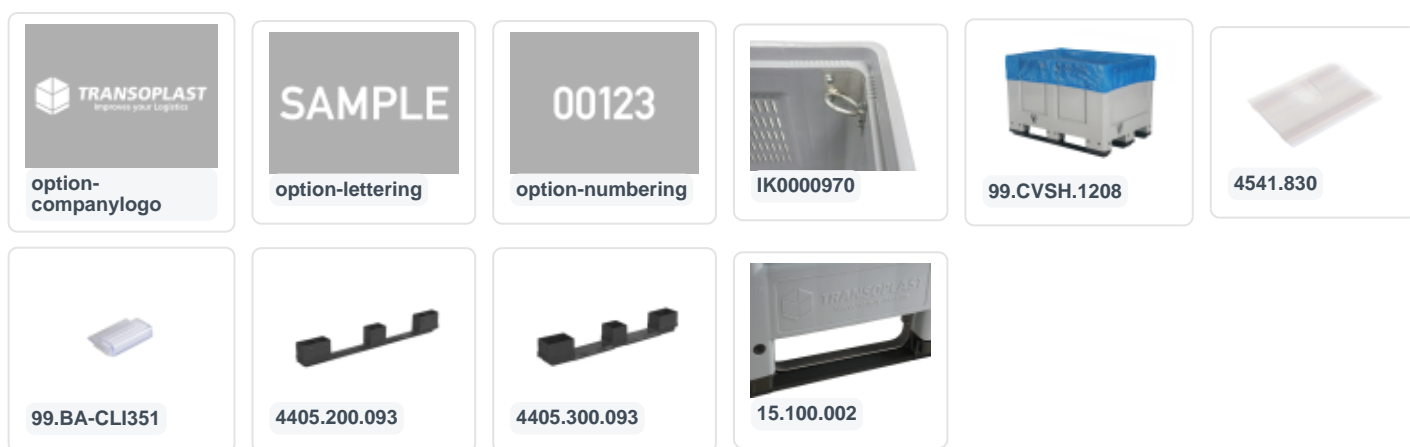 TRANSOPLAST
Improves your Logistics
option-
companylogo
SAMPLE
option-lettering
00123
option-numbering
IK0000970
99.CVSH.1208
4541.830
99.BA-CLI351
4405.200.093
4405.300.093
TRANSOPLAST
15.100.002